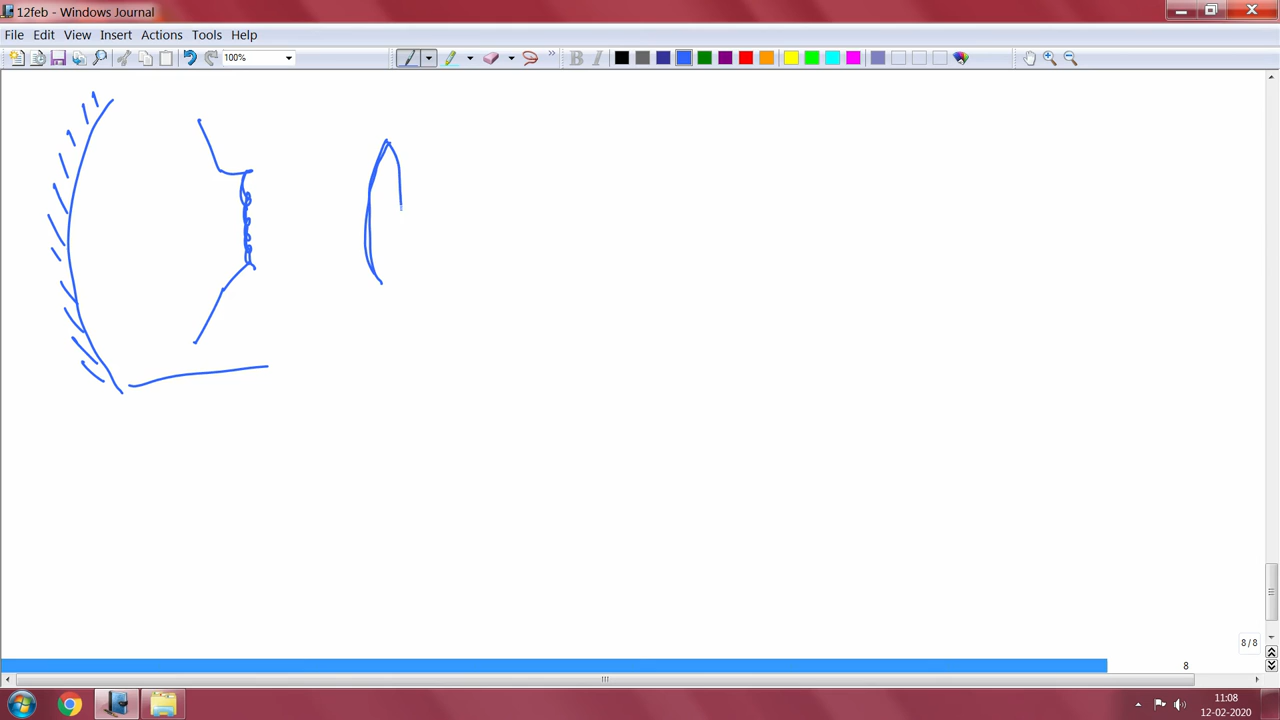 12feb - Windows Journal
File Edit View Insert Actions Tools Help
100%
B I
8/8
8
11:08
12-02-2020